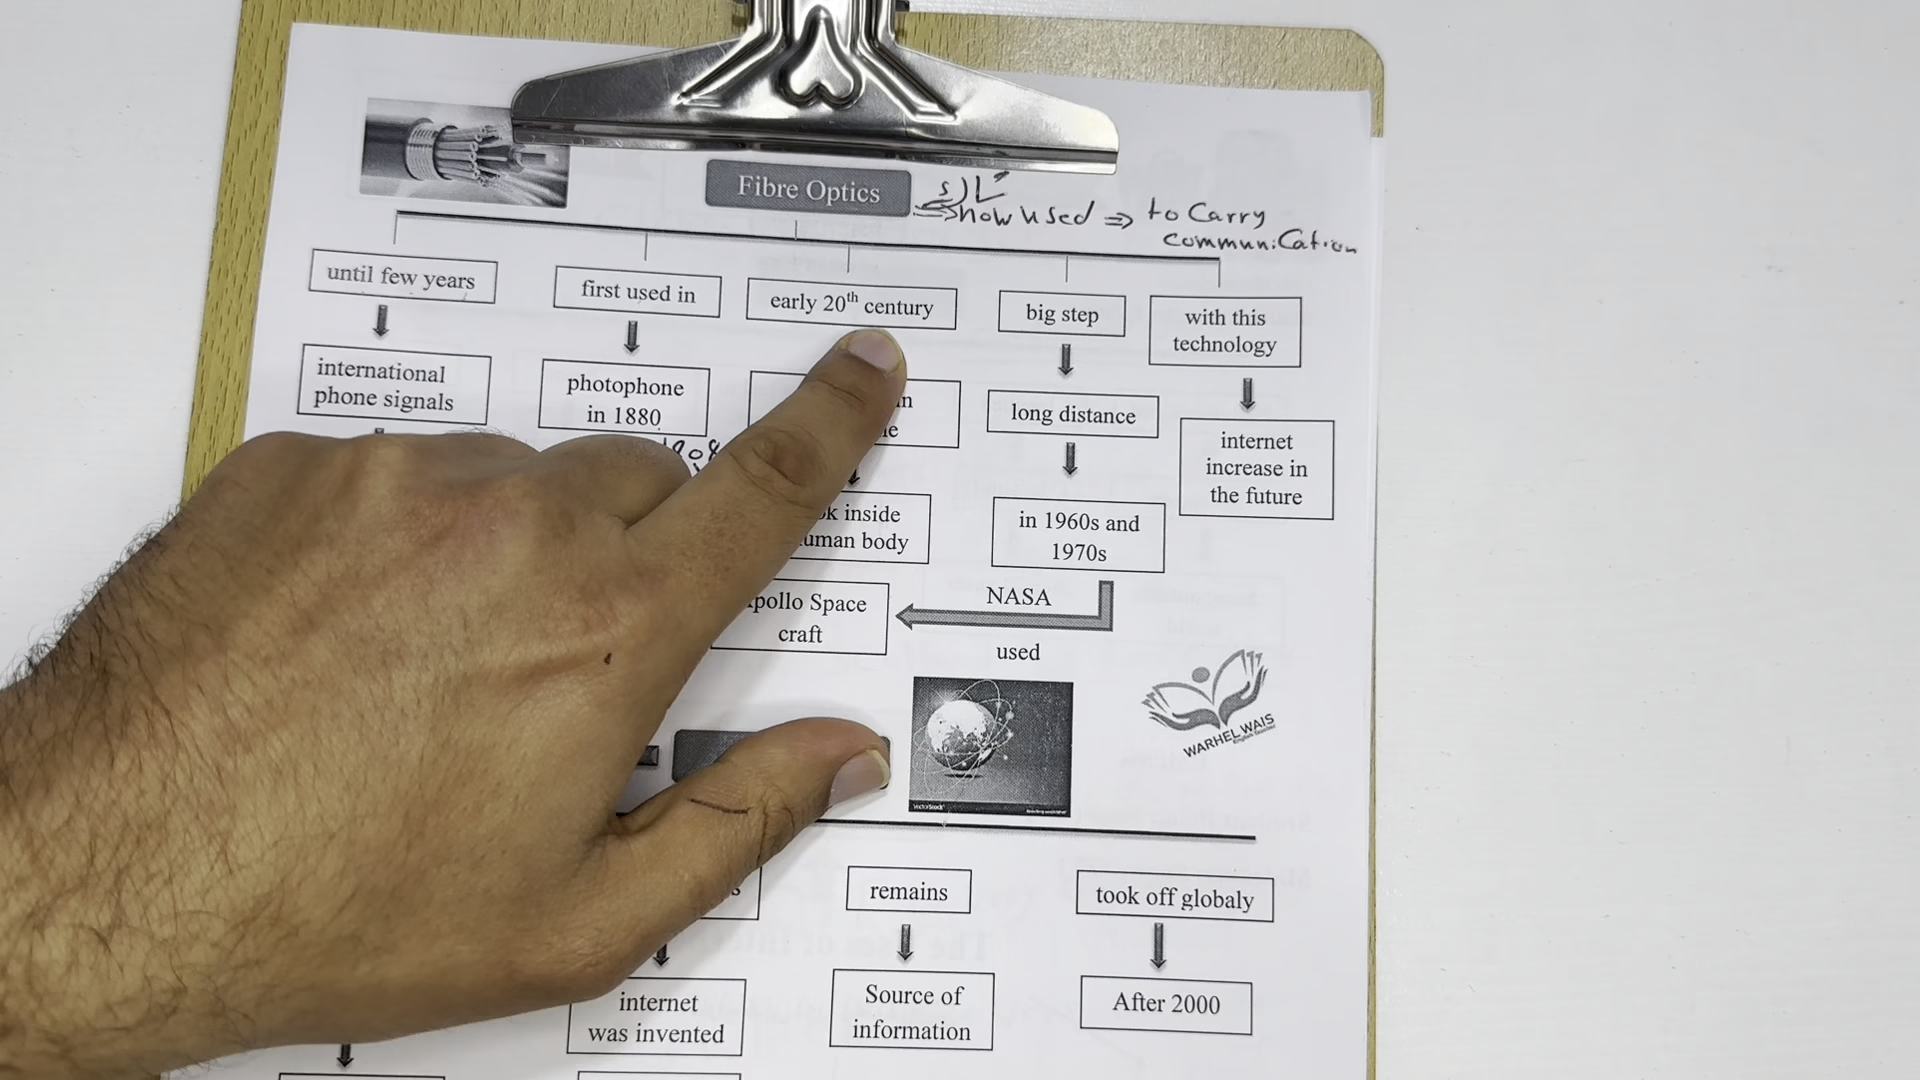 Fibre Optics
how used ⇒ to Carry
communication
until few years
first used in
early 20th century
big step
with this
technology
international
phone signals
photophone
in 1880
long distance
internet
increase in
the future
inside
body
in 1960s and
1970s
Space
craft
NASA
used
WARHEL WAIS
remains
took off globaly
internet
was invented
Source of
information
After 2000